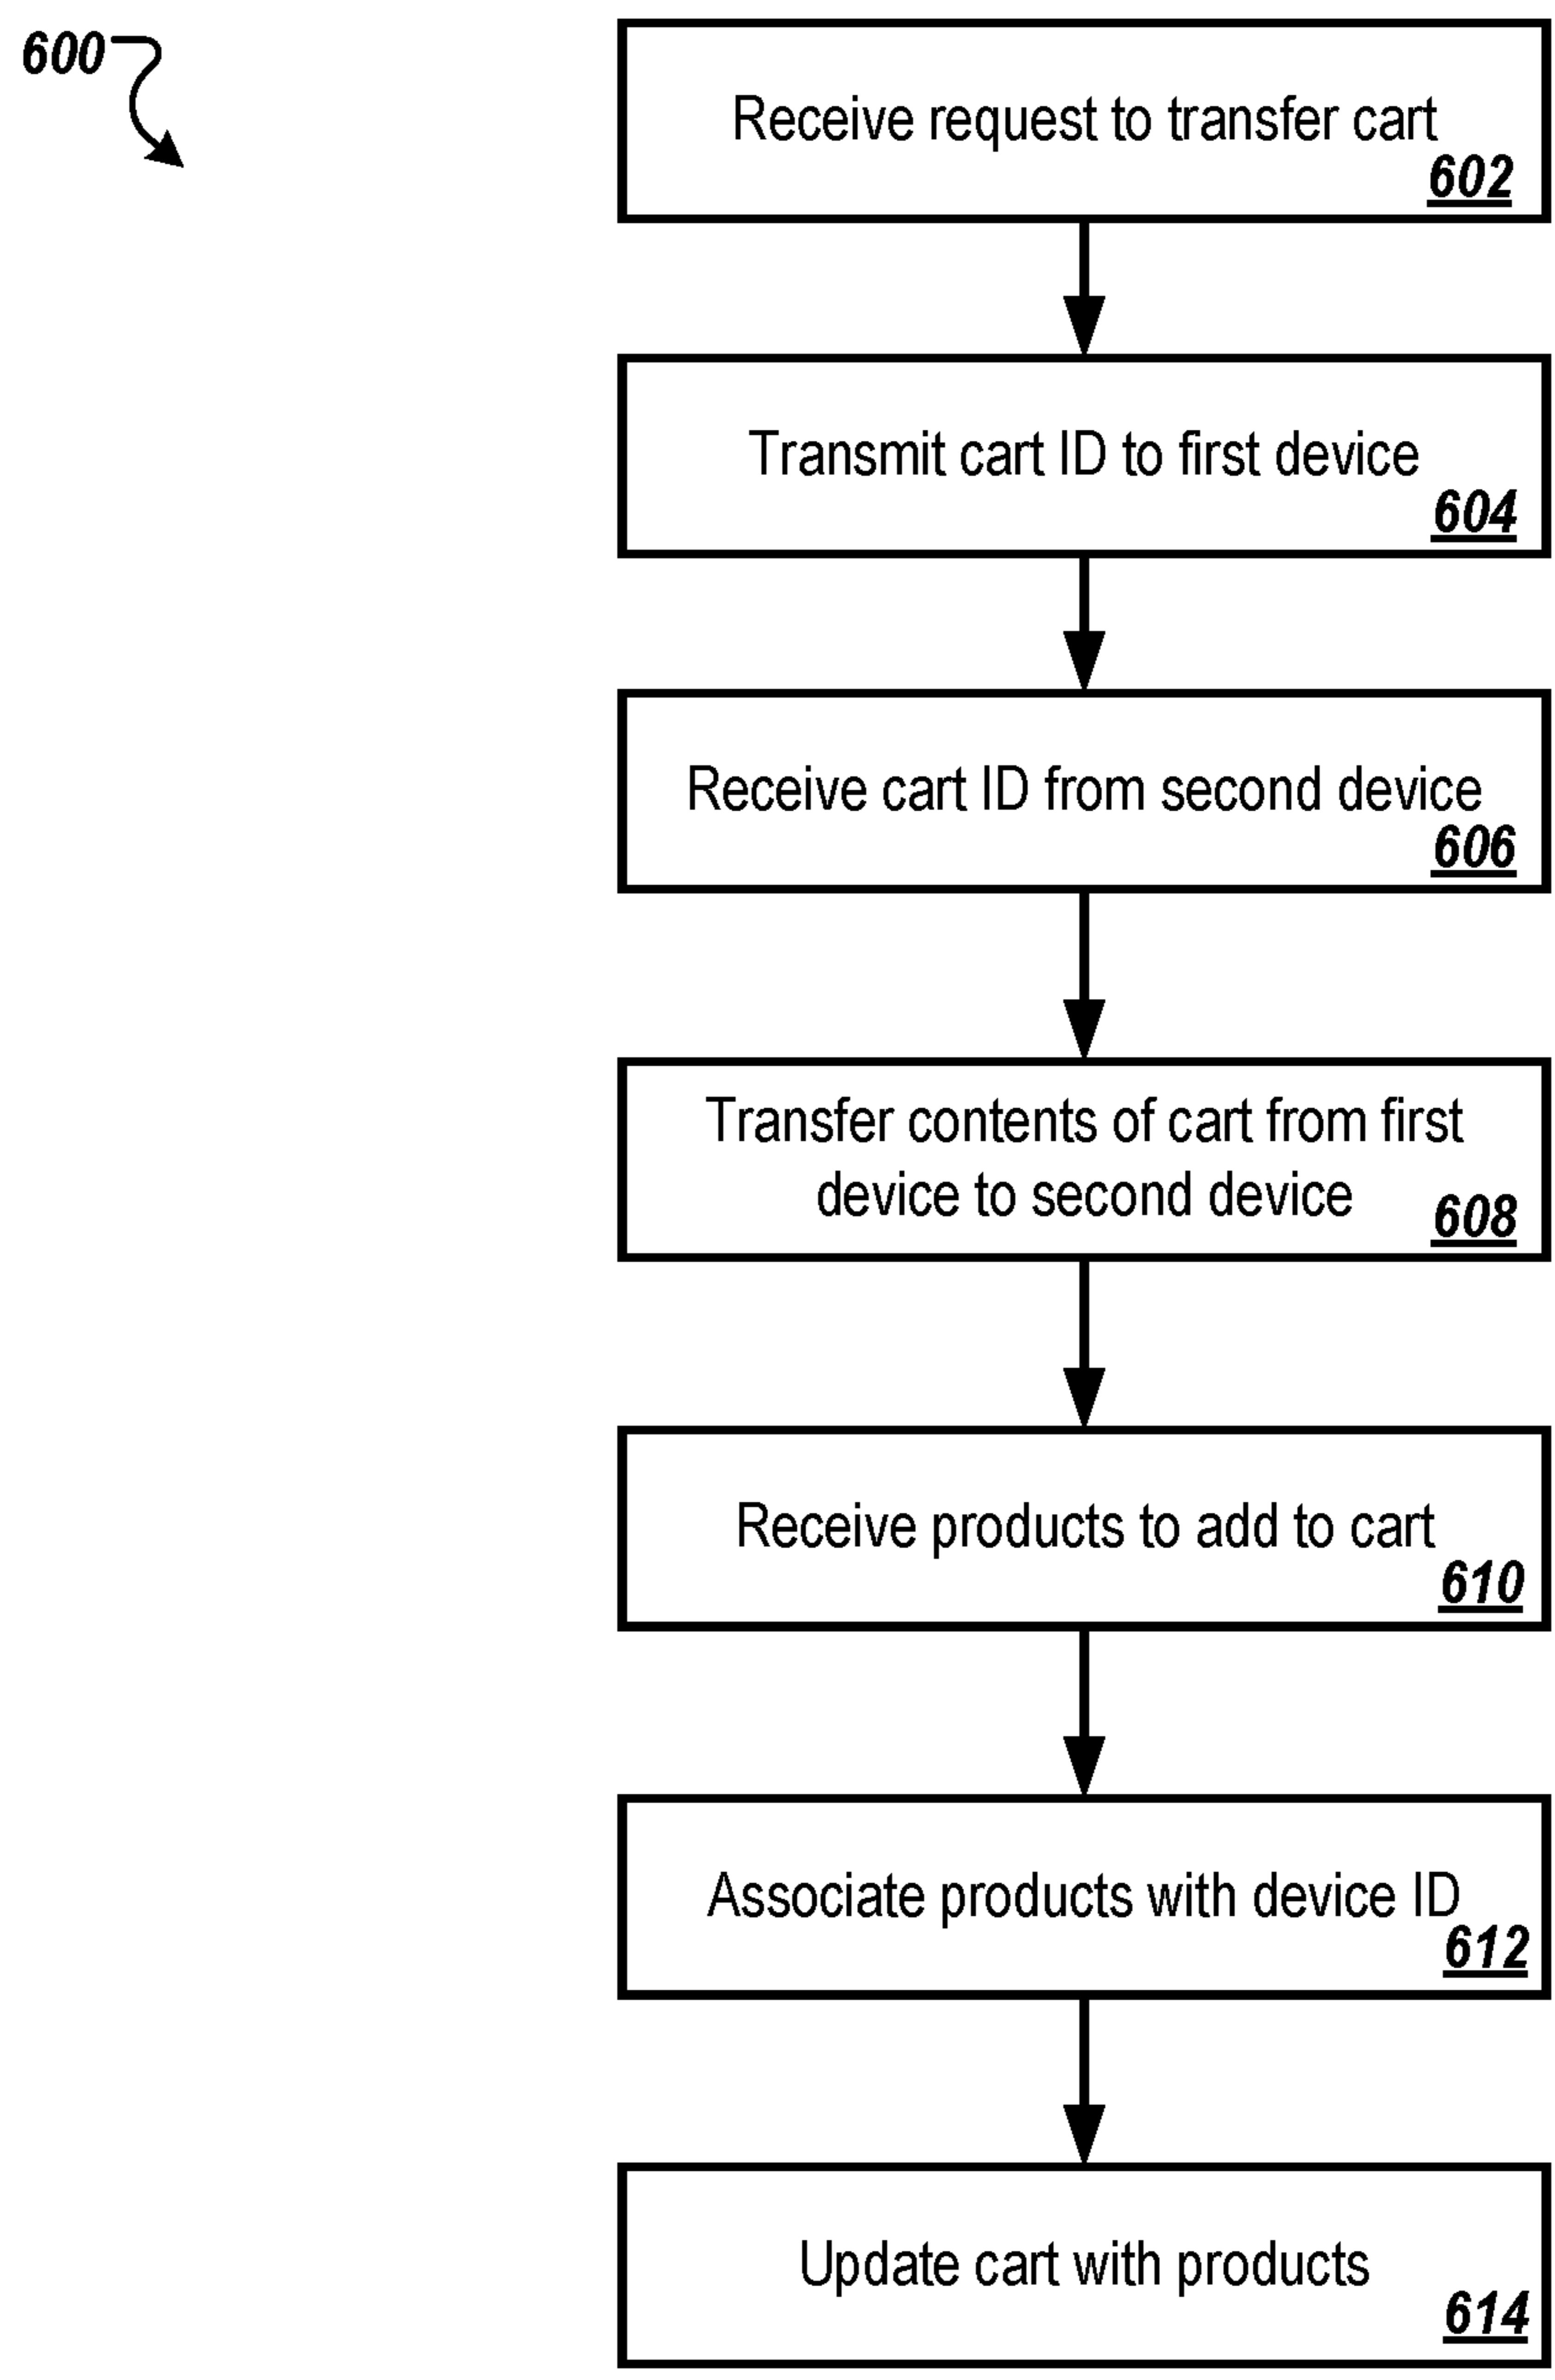 600
Receive request to transfer cart
602
Transmit cart ID to first device
604
Receive cart ID from second device
606
Transfer contents of cart from first
device to second device
608
Receive products to add to cart
610
Associate products with device ID
612
Update cart with products
614